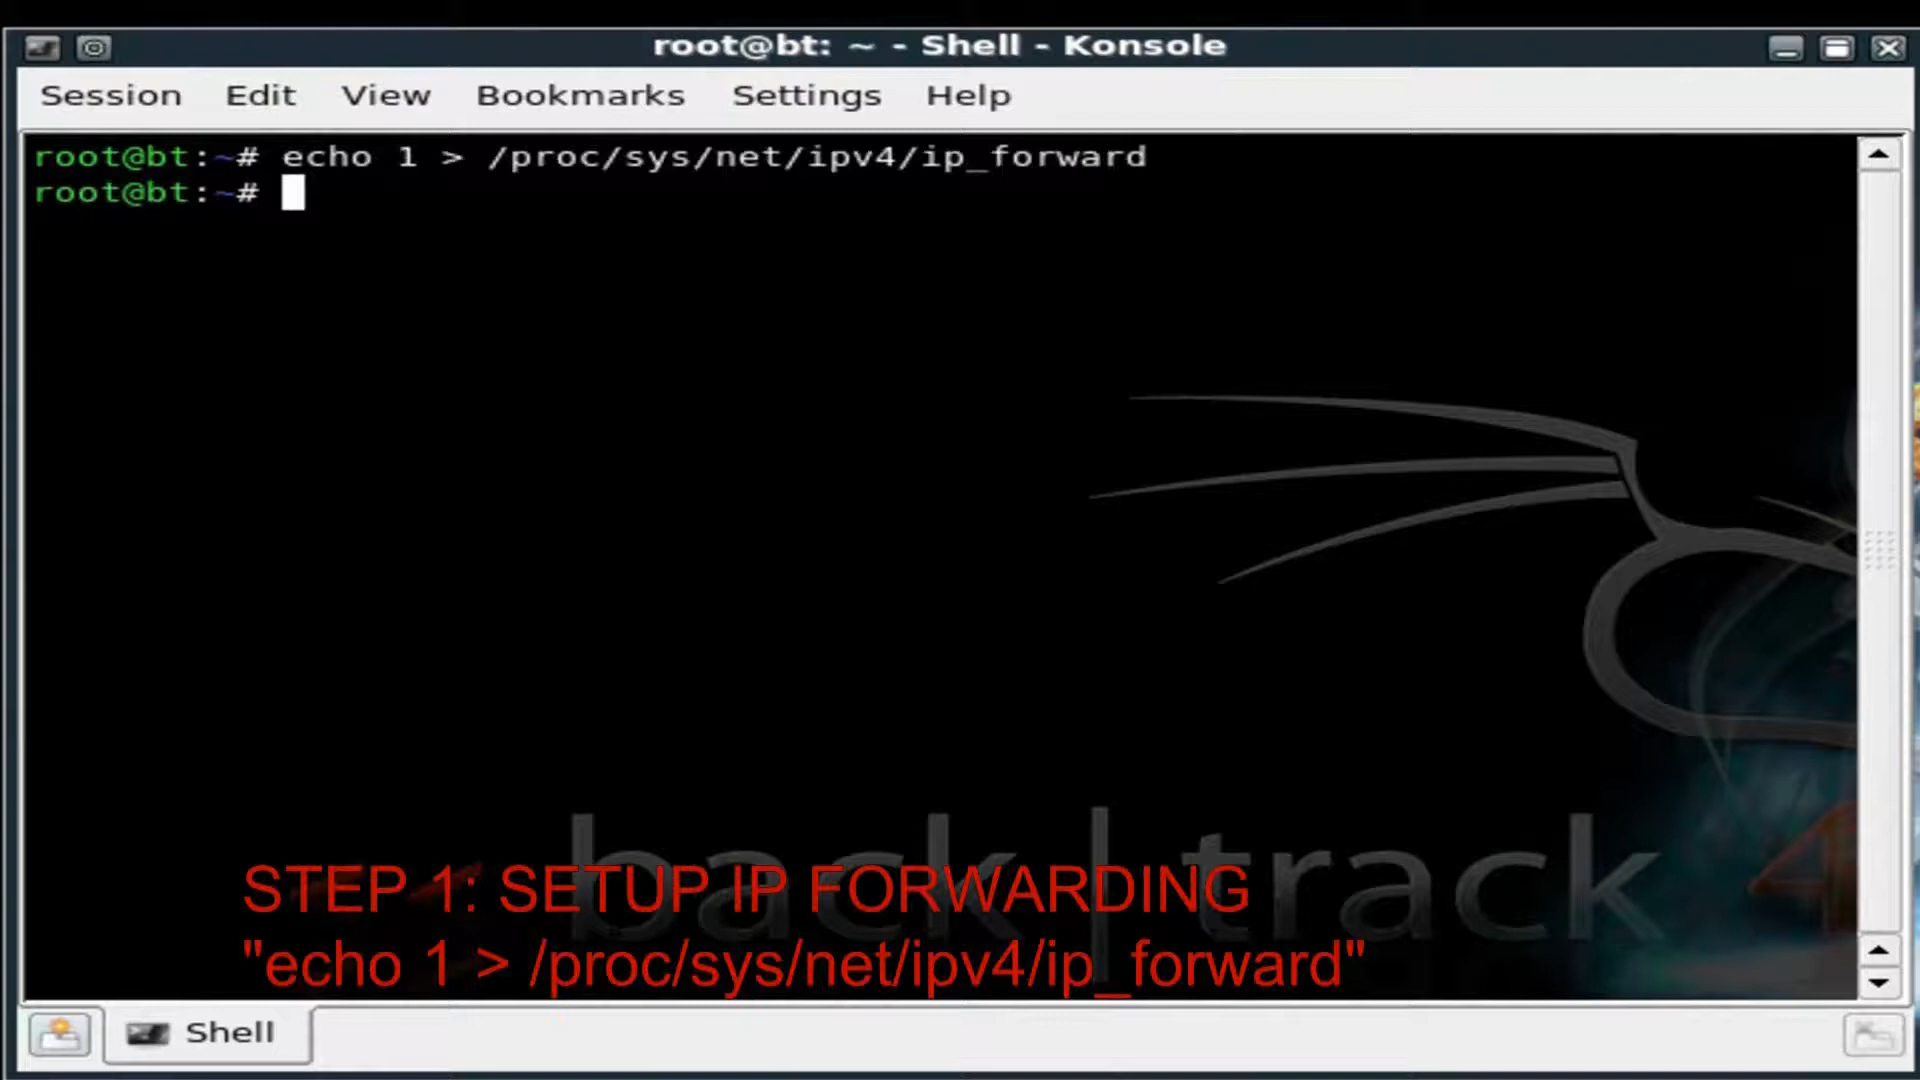 root@bt: ~ - Shell - Konsole
Session Edit View Bookmarks Settings Help
root@bt:~# echo 1 > /proc/sys/net/ipv4/ip_forward
root@bt:~#
back|track 4
STEP 1: SETUP IP FORWARDING
"echo 1 > /proc/sys/net/ipv4/ip_forward"
Shell